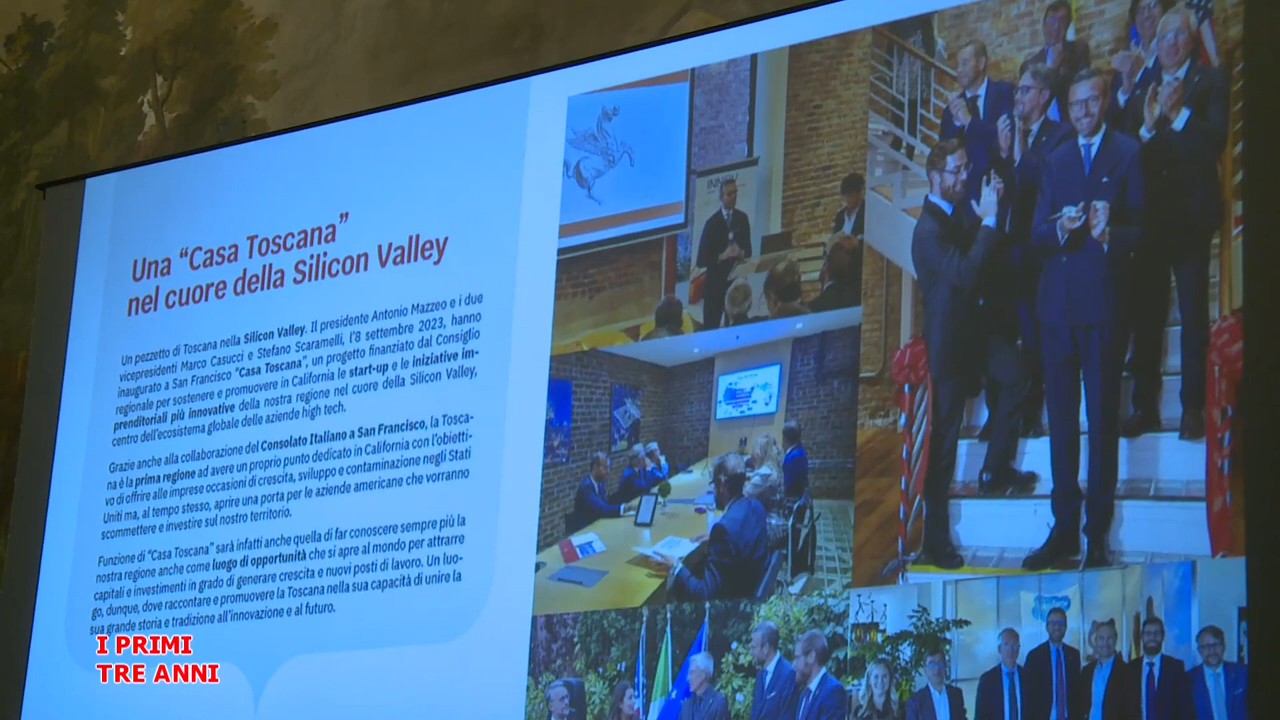 Una “Casa Toscana”
nel cuore della Silicon Valley
Un pezzetto di Toscana nella Silicon Valley. Il presidente Antonio Mazzeo e i due
vicepresidenti Marco Casucci e Stefano Scaramelli, l’8 settembre 2023, hanno
inaugurato a San Francisco “Casa Toscana”, un progetto finanziato dal Consiglio
regionale per sostenere e promuovere in California le start-up e le iniziative im-
prenditoriali più innovative della nostra regione nel cuore della Silicon Valley,
centro dell’ecosistema globale delle aziende high tech.
Grazie anche alla collaborazione del Consolato Italiano a San Francisco, la Tosca-
na è la prima regione ad avere un proprio punto dedicato in California con l’obietti-
vo di offrire alle imprese occasioni di crescita, sviluppo e contaminazione negli Stati
Uniti ma, al tempo stesso, aprire una porta per le aziende americane che vorranno
scommettere e investire sul nostro territorio.
Funzione di “Casa Toscana” sarà infatti anche quella di far conoscere sempre più la
nostra regione anche come luogo di opportunità che si apre al mondo per attrarre
capitali e investimenti in grado di generare crescita e nuovi posti di lavoro. Un luo-
go, dunque, dove raccontare e promuovere la Toscana nella sua capacità di unire la
sua grande storia e tradizione all’innovazione e al futuro.
I PRIMI
TRE ANNI